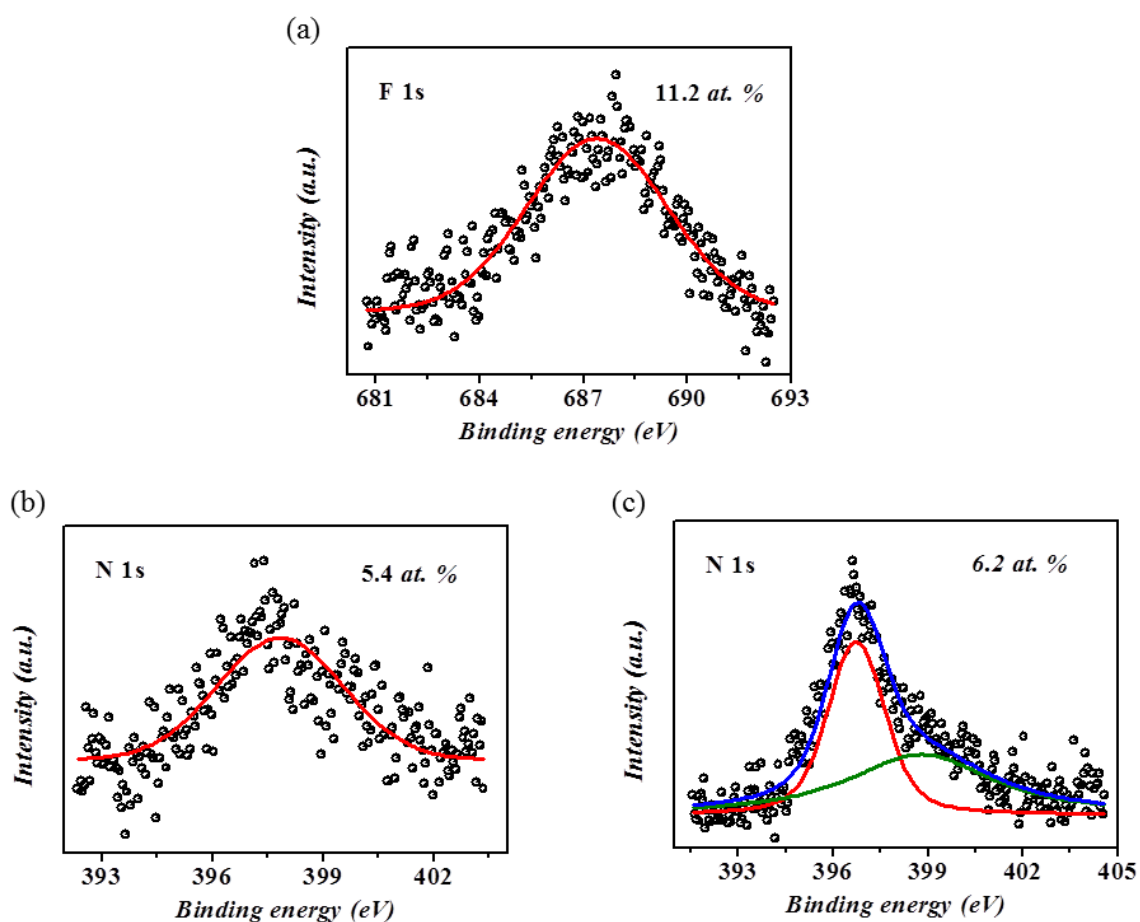 (a)
F 1s
11.2 at. %
Intensity (a.u.)
681 684 687 690 693
Binding energy (eV)
(b)
N 1s
5.4 at. %
Intensity (a.u.)
393 396 399 402
Binding energy (eV)
(c)
N 1s
6.2 at. %
Intensity (a.u.)
393 396 399 402 405
Binding energy (eV)